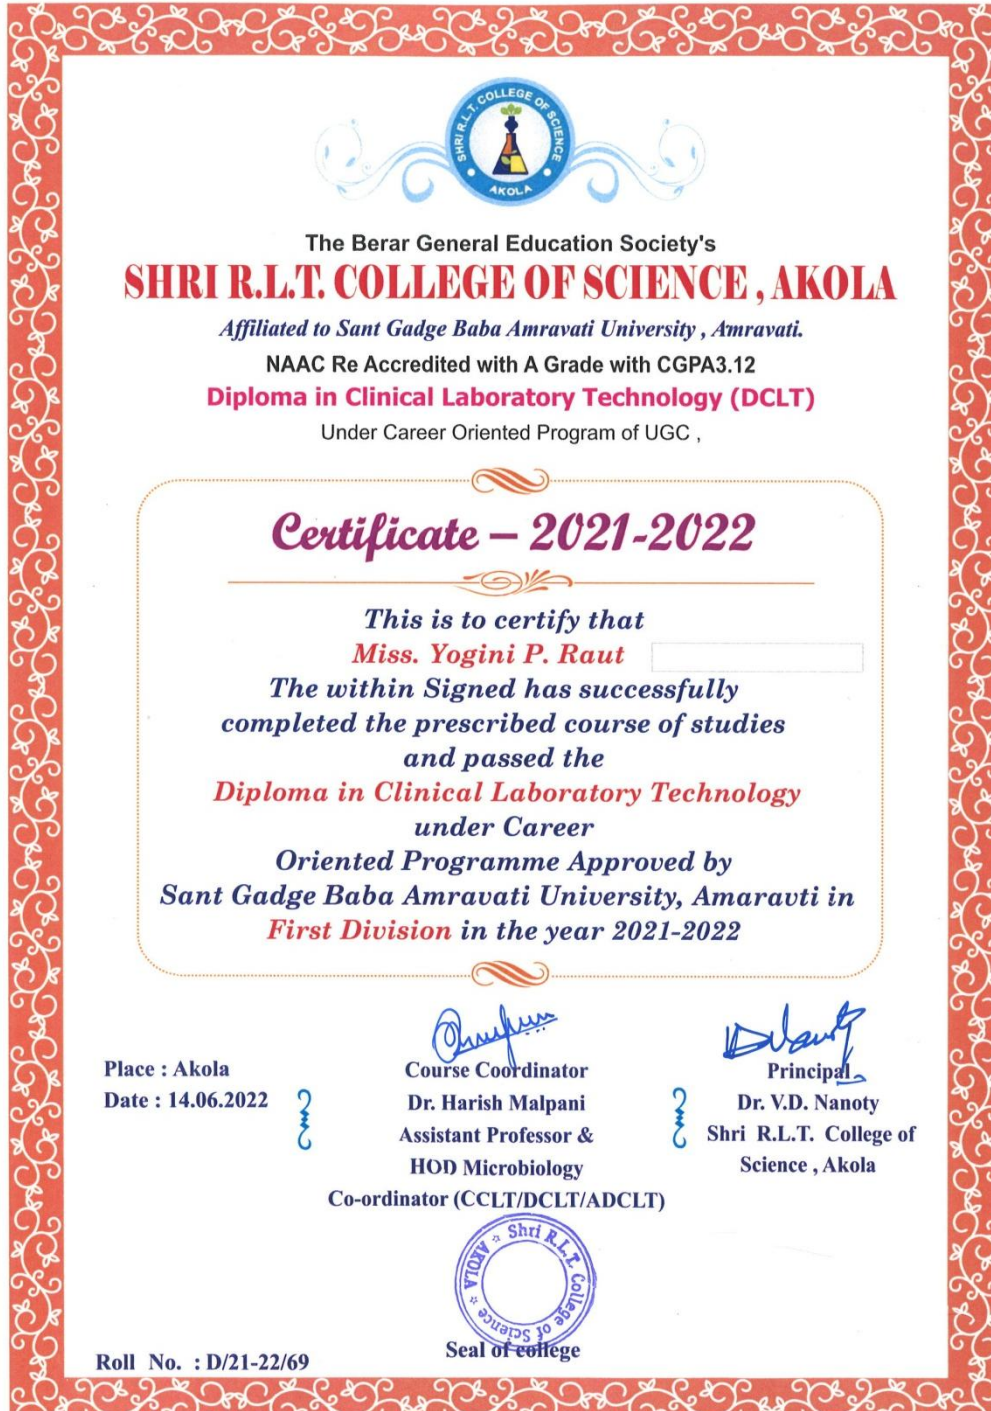 SHRI R.L.T. COLLEGE OF SCIENCE
AKOLA
The Berar General Education Society's
SHRI R.L.T. COLLEGE OF SCIENCE , AKOLA
Affiliated to Sant Gadge Baba Amravati University , Amravati.
NAAC Re Accredited with A Grade with CGPA3.12
Diploma in Clinical Laboratory Technology (DCLT)
Under Career Oriented Program of UGC ,
Certificate – 2021-2022
This is to certify that
Miss. Yogini P. Raut
The within Signed has successfully
completed the prescribed course of studies
and passed the
Diploma in Clinical Laboratory Technology
under Career
Oriented Programme Approved by
Sant Gadge Baba Amravati University, Amaravti in
First Division in the year 2021-2022
Place : Akola
Date : 14.06.2022
Course Coordinator
Dr. Harish Malpani
Assistant Professor &
HOD Microbiology
Co-ordinator (CCLT/DCLT/ADCLT)
Principal
Dr. V.D. Nanoty
Shri R.L.T. College of
Science , Akola
Shri R.L.T. College of Science
AKOLA
Seal of college
Roll No. : D/21-22/69